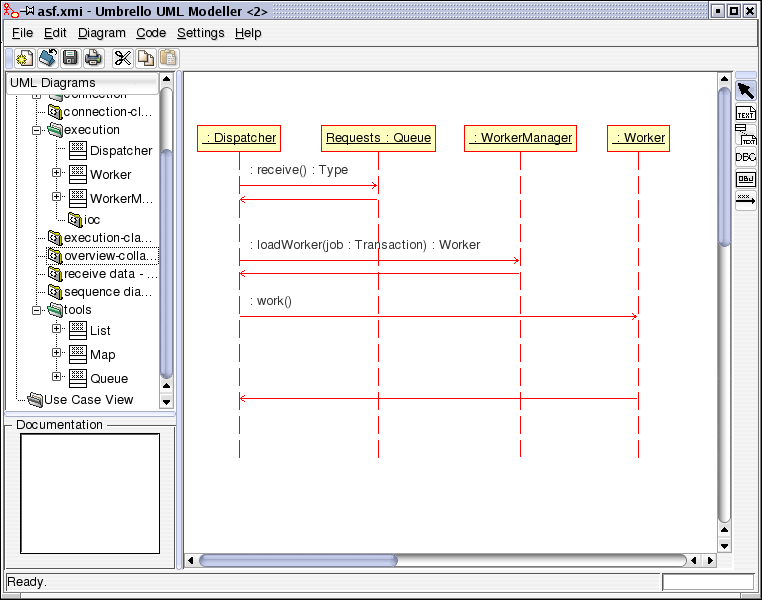 asf.xmi - Umbrello UML Modeller <2>
File Edit Diagram Code Settings Help
UML Diagrams
connection
connection-cl...
execution
Dispatcher
Worker
WorkerM...
ioc
execution-cla...
overview-colla...
receive data - ...
sequence dia...
tools
List
Map
Queue
Use Case View
Documentation
: Dispatcher
Requests : Queue
: WorkerManager
: Worker
: receive() : Type
: loadWorker(job : Transaction) : Worker
: work()
TEXT
TEXT
DBC
OBJ
Ready.